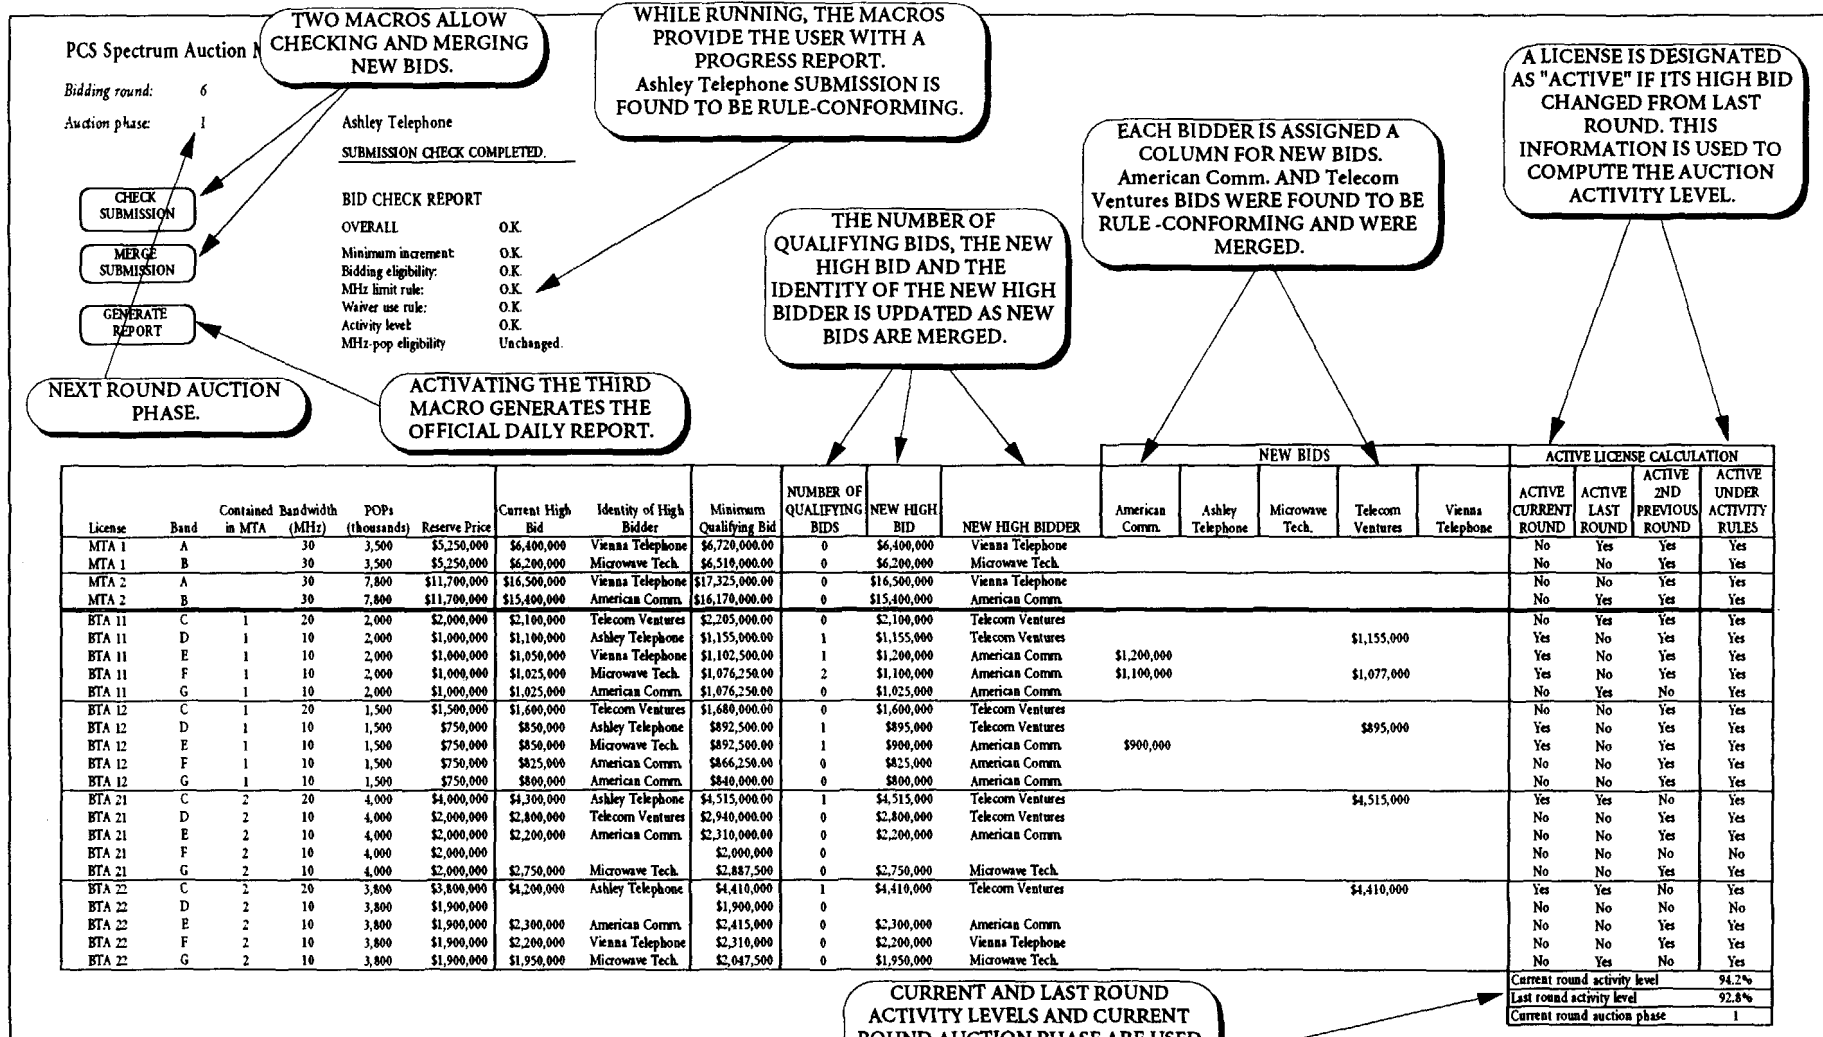 TWO MACROS ALLOW
CHECKING AND MERGING
NEW BIDS.
WHILE RUNNING, THE MACROS
PROVIDE THE USER WITH A
PROGRESS REPORT.
Ashley Telephone SUBMISSION IS
FOUND TO BE RULE-CONFORMING.
A LICENSE IS DESIGNATED
AS "ACTIVE" IF ITS HIGH BID
CHANGED FROM LAST
ROUND. THIS
INFORMATION IS USED TO
COMPUTE THE AUCTION
ACTIVITY LEVEL.
EACH BIDDER IS ASSIGNED A
COLUMN FOR NEW BIDS.
American Comm. AND Telecom
Ventures BIDS WERE FOUND TO BE
RULE -CONFORMING AND WERE
MERGED.
THE NUMBER OF
QUALIFYING BIDS, THE NEW
HIGH BID AND THE
IDENTITY OF THE NEW HIGH
BIDDER IS UPDATED AS NEW
BIDS ARE MERGED.
PCS Spectrum Auction
Bidding round: 6
Auction phase: 1
CHECK
SUBMISSION
MERGE
SUBMISSION
GENERATE
REPORT
Ashley Telephone
SUBMISSION CHECK COMPLETED.
BID CHECK REPORT
OVERALL O.K.
Minimum increment: O.K.
Bidding eligibility: O.K.
MHz limit rule: O.K.
Waiver use rule: O.K.
Activity level: O.K.
MHz-pop eligibility Unchanged.
NEXT ROUND AUCTION
PHASE.
ACTIVATING THE THIRD
MACRO GENERATES THE
OFFICIAL DAILY REPORT.
NEW BIDS ACTIVE LICENSE CALCULATION
License Band Contained in MTA Bandwidth (MHz) POPs (thousands) Reserve Price Current High Bid Identity of High Bidder Minimum Qualifying Bid NUMBER OF QUALIFYING BIDS NEW HIGH BID NEW HIGH BIDDER American Comm. Ashley Telephone Microwave Tech. Telecom Ventures Vienna Telephone ACTIVE CURRENT ROUND ACTIVE LAST ROUND ACTIVE 2ND PREVIOUS ROUND ACTIVE UNDER ACTIVITY RULES
MTA 1 A 30 3,500 $5,250,000 $6,400,000 Vienna Telephone $6,720,000.00 0 $6,400,000 Vienna Telephone No Yes Yes Yes
MTA 1 B 30 3,500 $5,250,000 $6,200,000 Microwave Tech. $6,510,000.00 0 $6,200,000 Microwave Tech. No No Yes Yes
MTA 2 A 30 7,800 $11,700,000 $16,500,000 Vienna Telephone $17,325,000.00 0 $16,500,000 Vienna Telephone No No Yes Yes
MTA 2 B 30 7,800 $11,700,000 $15,400,000 American Comm. $16,170,000.00 0 $15,400,000 American Comm. No Yes Yes Yes
BTA 11 C 1 20 2,000 $2,000,000 $2,100,000 Telecom Ventures $2,205,000.00 0 $2,100,000 Telecom Ventures No Yes Yes Yes
BTA 11 D 1 10 2,000 $1,000,000 $1,100,000 Ashley Telephone $1,155,000.00 1 $1,155,000 Telecom Ventures $1,155,000 Yes No Yes Yes
BTA 11 E 1 10 2,000 $1,000,000 $1,050,000 Vienna Telephone $1,102,500.00 1 $1,200,000 American Comm. $1,200,000 Yes No Yes Yes
BTA 11 F 1 10 2,000 $1,000,000 $1,025,000 Microwave Tech. $1,076,250.00 2 $1,100,000 American Comm. $1,100,000 $1,077,000 Yes No Yes Yes
BTA 11 G 1 10 2,000 $1,000,000 $1,025,000 American Comm. $1,076,250.00 0 $1,025,000 American Comm. No Yes No Yes
BTA 12 C 1 20 1,500 $1,500,000 $1,600,000 Telecom Ventures $1,680,000.00 0 $1,600,000 Telecom Ventures No No Yes Yes
BTA 12 D 1 10 1,500 $750,000 $850,000 Ashley Telephone $892,500.00 1 $895,000 Telecom Ventures $895,000 Yes No Yes Yes
BTA 12 E 1 10 1,500 $750,000 $850,000 Microwave Tech. $892,500.00 1 $900,000 American Comm. $900,000 Yes No Yes Yes
BTA 12 F 1 10 1,500 $750,000 $825,000 American Comm. $866,250.00 0 $825,000 American Comm. No No Yes Yes
BTA 12 G 1 10 1,500 $750,000 $800,000 American Comm. $840,000.00 0 $800,000 American Comm. No No Yes Yes
BTA 21 C 2 20 4,000 $4,000,000 $4,300,000 Ashley Telephone $4,515,000.00 1 $4,515,000 Telecom Ventures $4,515,000 Yes Yes No Yes
BTA 21 D 2 10 4,000 $2,000,000 $2,800,000 Telecom Ventures $2,940,000.00 0 $2,800,000 Telecom Ventures No No Yes Yes
BTA 21 E 2 10 4,000 $2,000,000 $2,200,000 American Comm. $2,310,000.00 0 $2,200,000 American Comm. No No Yes Yes
BTA 21 F 2 10 4,000 $2,000,000 $2,000,000 0 No No No No
BTA 21 G 2 10 4,000 $2,000,000 $2,750,000 Microwave Tech. $2,887,500 0 $2,750,000 Microwave Tech. No No Yes Yes
BTA 22 C 2 20 3,800 $3,800,000 $4,200,000 Ashley Telephone $4,410,000 1 $4,410,000 Telecom Ventures $4,410,000 Yes Yes No Yes
BTA 22 D 2 10 3,800 $1,900,000 $1,900,000 0 No No No No
BTA 22 E 2 10 3,800 $1,900,000 $2,300,000 American Comm. $2,415,000 0 $2,300,000 American Comm. No No Yes Yes
BTA 22 F 2 10 3,800 $1,900,000 $2,200,000 Vienna Telephone $2,310,000 0 $2,200,000 Vienna Telephone No No Yes Yes
BTA 22 G 2 10 3,800 $1,900,000 $1,950,000 Microwave Tech. $2,047,500 0 $1,950,000 Microwave Tech. No Yes No Yes
Current round activity level 94.2%
Last round activity level 92.8%
Current round auction phase 1
CURRENT AND LAST ROUND
ACTIVITY LEVELS AND CURRENT
ROUND AUCTION PHASE ARE USED